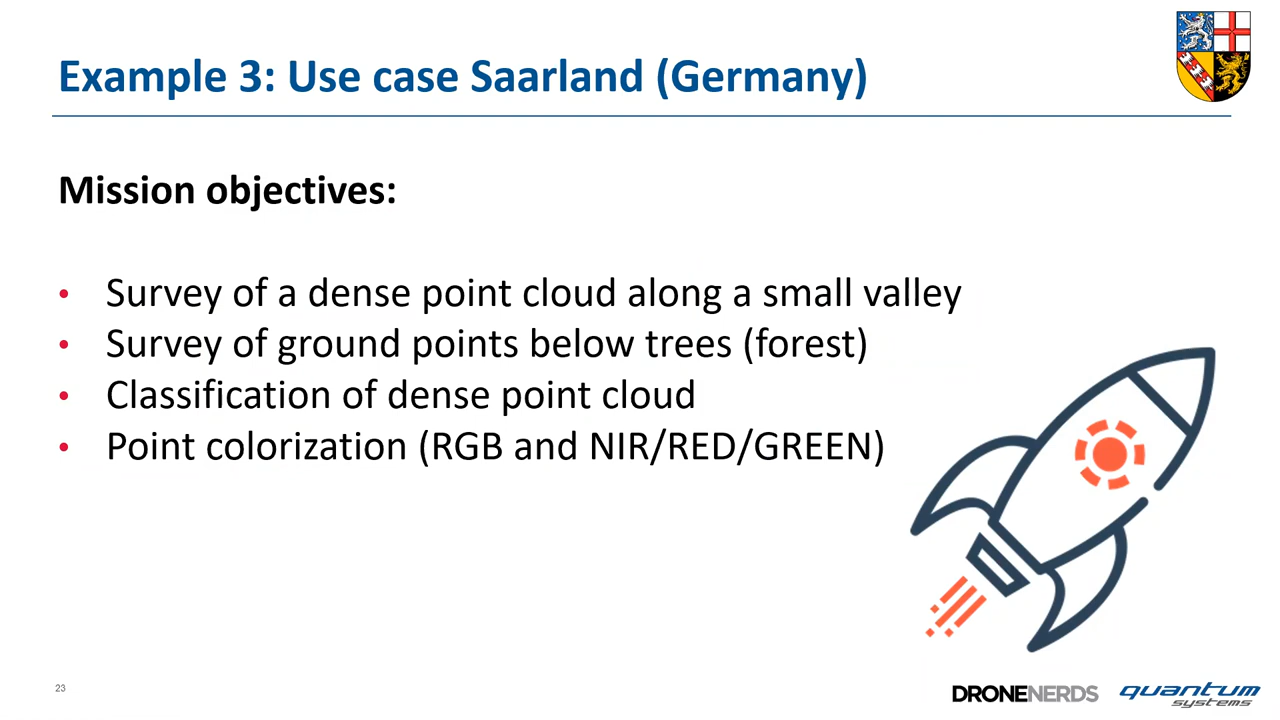 Example 3: Use case Saarland (Germany)
Mission objectives:
• Survey of a dense point cloud along a small valley
• Survey of ground points below trees (forest)
• Classification of dense point cloud
• Point colorization (RGB and NIR/RED/GREEN)
23
DRONENERDS
quantum
systems